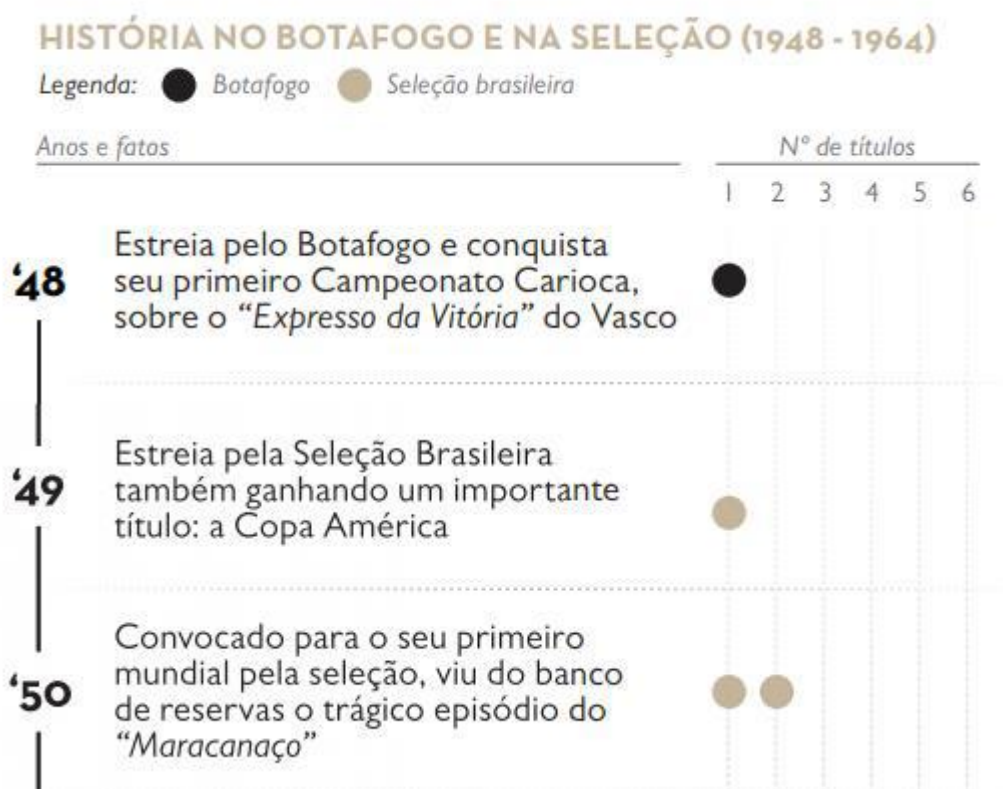 HISTÓRIA NO BOTAFOGO E NA SELEÇÃO (1948 - 1964)
Legenda: Botafogo Seleção brasileira
Anos e fatos N° de títulos
1 2 3 4 5 6
‘48
Estreia pelo Botafogo e conquista
seu primeiro Campeonato Carioca,
sobre o “Expresso da Vitória” do Vasco
‘49
Estreia pela Seleção Brasileira
também ganhando um importante
título: a Copa América
‘50
Convocado para o seu primeiro
mundial pela seleção, viu do banco
de reservas o trágico episódio do
“Maracanaço”